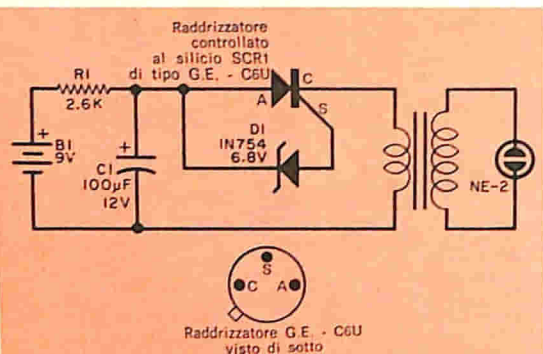 Raddrizzatore
controllato
al silicio SCR1
di tipo G.E. - C6U
R1
2.6K
C
A
S
D1
1N754
6.8V
+
B1
9V
+
C1
100µF
12V
NE-2
S
C A
Raddrizzatore G.E. - C6U
visto di sotto